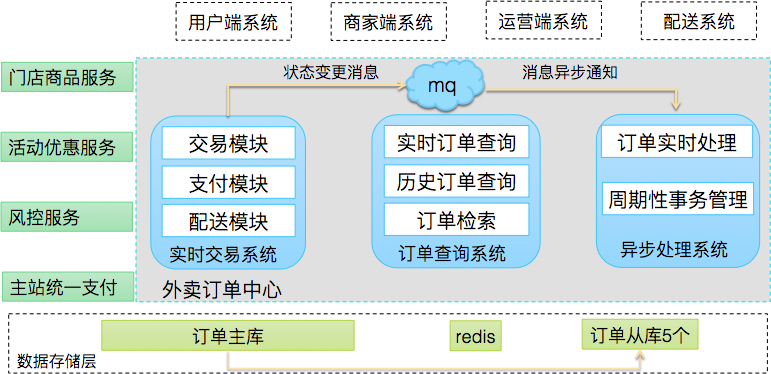 用户端系统
商家端系统
运营端系统
配送系统
门店商品服务
活动优惠服务
风控服务
主站统一支付
状态变更消息
mq
消息异步通知
交易模块
支付模块
配送模块
实时交易系统
实时订单查询
历史订单查询
订单检索
订单查询系统
订单实时处理
周期性事务管理
异步处理系统
外卖订单中心
订单主库
redis
订单从库5个
数据存储层